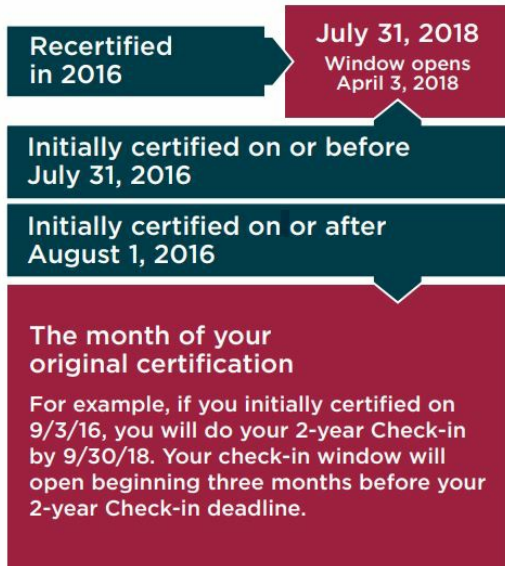 Recertified
in 2016
July 31, 2018
Window opens
April 3, 2018
Initially certified on or before
July 31, 2016
Initially certified on or after
August 1, 2016
The month of your
original certification
For example, if you initially certified on
9/3/16, you will do your 2-year Check-in
by 9/30/18. Your check-in window will
open beginning three months before your
2-year Check-in deadline.